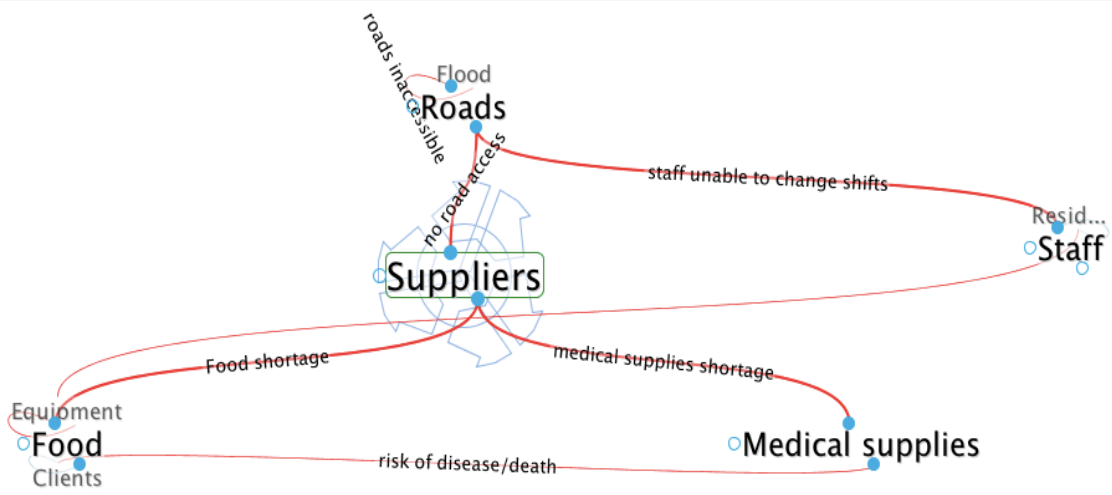 roads inaccessible
Flood
Roads
no road access
staff unable to change shifts
Resid...
Staff
Suppliers
Food shortage
medical supplies shortage
Equipment
Food
Medical supplies
risk of disease/death
Clients